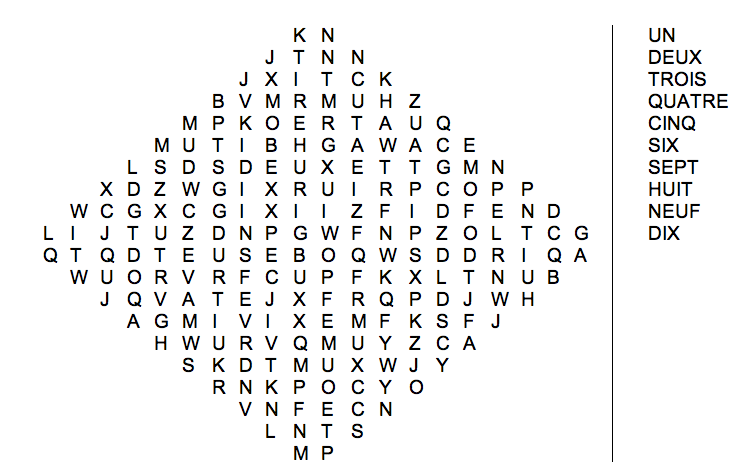 K N
J T N N
J X I T C K
B V M R M U H Z
M P K O E R T A U Q
M U T I B H G A W A C E
L S D S D E U X E T T G M N
X D Z W G I X R U I R P C O P P
W C G X C G I X I I Z F I D F E N D
L I J T U Z D N P G W F N P Z O L T C G
Q T Q D T E U S E B O Q W S D D R I Q A
W U O R V R F C U P F K X L T N U B
J Q V A T E J X F R Q P D J W H
A G M I V I X E M F K S F J
H W U R V Q M U Y Z C A
S K D T M U X W J Y
R N K P O C Y O
V N F E C N
L N T S
M P
UN
DEUX
TROIS
QUATRE
CINQ
SIX
SEPT
HUIT
NEUF
DIX